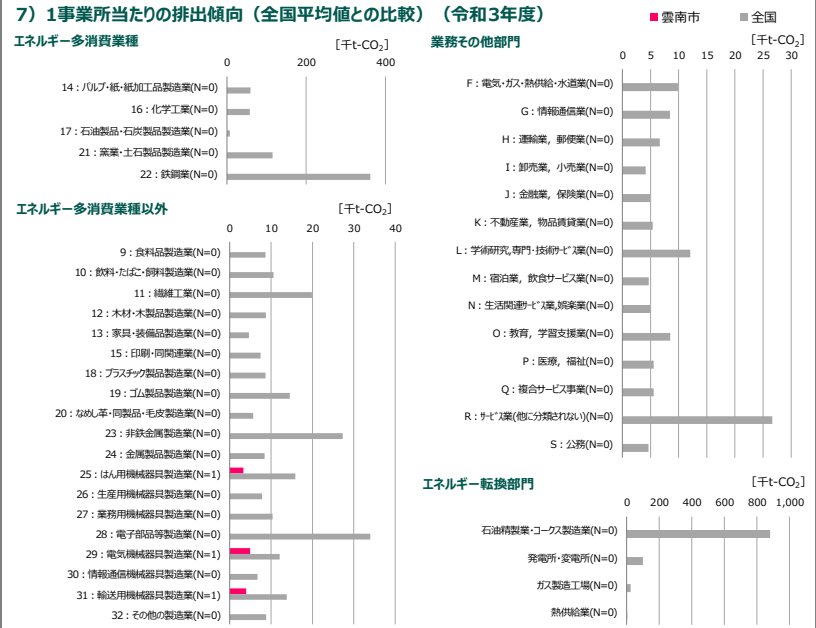 7）1事業所当たりの排出傾向（全国平均値との比較）（令和3年度）
■雲南市 ■全国
エネルギー多消費業種
［千t-CO₂］
0 200 400
14：パルプ・紙・紙加工品製造業(N=0)
16：化学工業(N=0)
17：石油製品・石炭製品製造業(N=0)
21：窯業・土石製品製造業(N=0)
22：鉄鋼業(N=0)
エネルギー多消費業種以外
［千t-CO₂］
0 10 20 30 40
9：食料品製造業(N=0)
10：飲料・たばこ・飼料製造業(N=0)
11：繊維工業(N=0)
12：木材・木製品製造業(N=0)
13：家具・装備品製造業(N=0)
15：印刷・同関連業(N=0)
18：プラスチック製品製造業(N=0)
19：ゴム製品製造業(N=0)
20：なめし革・同製品・毛皮製造業(N=0)
23：非鉄金属製造業(N=0)
24：金属製品製造業(N=0)
25：はん用機械器具製造業(N=1)
26：生産用機械器具製造業(N=0)
27：業務用機械器具製造業(N=0)
28：電子部品等製造業(N=0)
29：電気機械器具製造業(N=1)
30：情報通信機械器具製造業(N=0)
31：輸送用機械器具製造業(N=1)
32：その他の製造業(N=0)
業務その他部門
［千t-CO₂］
0 5 10 15 20 25 30
F：電気・ガス・熱供給・水道業(N=0)
G：情報通信業(N=0)
H：運輸業，郵便業(N=0)
I：卸売業，小売業(N=0)
J：金融業，保険業(N=0)
K：不動産業，物品賃貸業(N=0)
L：学術研究,専門・技術ｻｰﾋﾞｽ業(N=0)
M：宿泊業，飲食サービス業(N=0)
N：生活関連ｻｰﾋﾞｽ業,娯楽業(N=0)
O：教育，学習支援業(N=0)
P：医療，福祉(N=0)
Q：複合サービス事業(N=0)
R：ｻｰﾋﾞｽ業(他に分類されない)(N=0)
S：公務(N=0)
エネルギー転換部門
［千t-CO₂］
0 200 400 600 800 1,000
石油精製業・コークス製造業(N=0)
発電所・変電所(N=0)
ガス製造工場(N=0)
熱供給業(N=0)